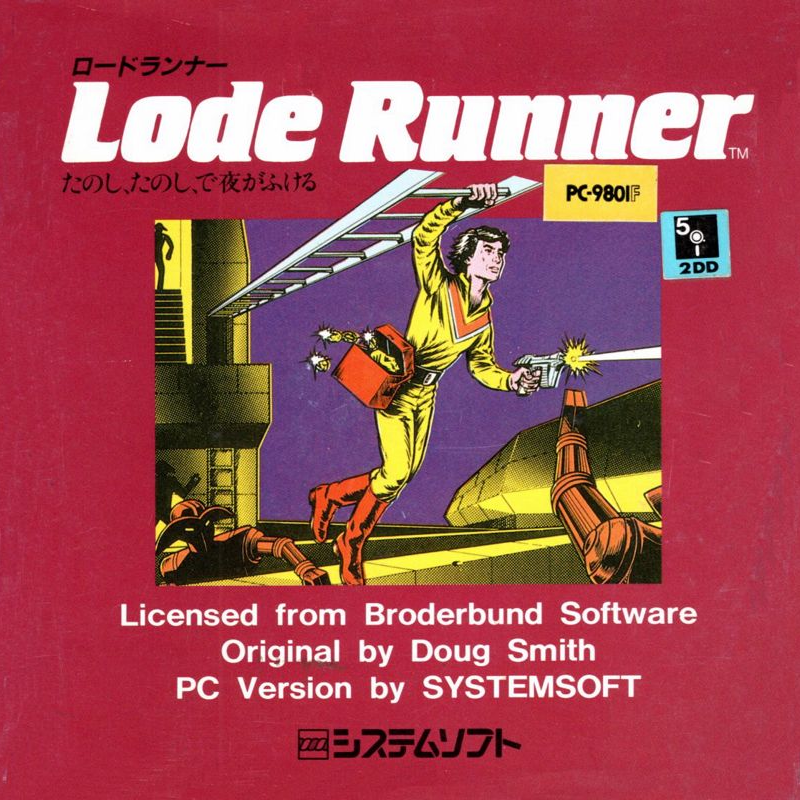 ロードランナー
Lode Runner™
たのし、たのし、で夜がふける
PC-9801F
5
2DD
Licensed from Broderbund Software
Original by Doug Smith
PC Version by SYSTEMSOFT
システムソフト